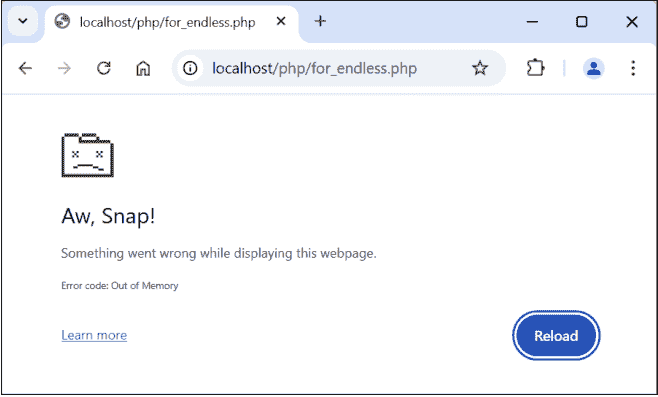 localhost/php/for_endless.php
localhost/php/for_endless.php
Aw, Snap!
Something went wrong while displaying this webpage.
Error code: Out of Memory
Learn more
Reload